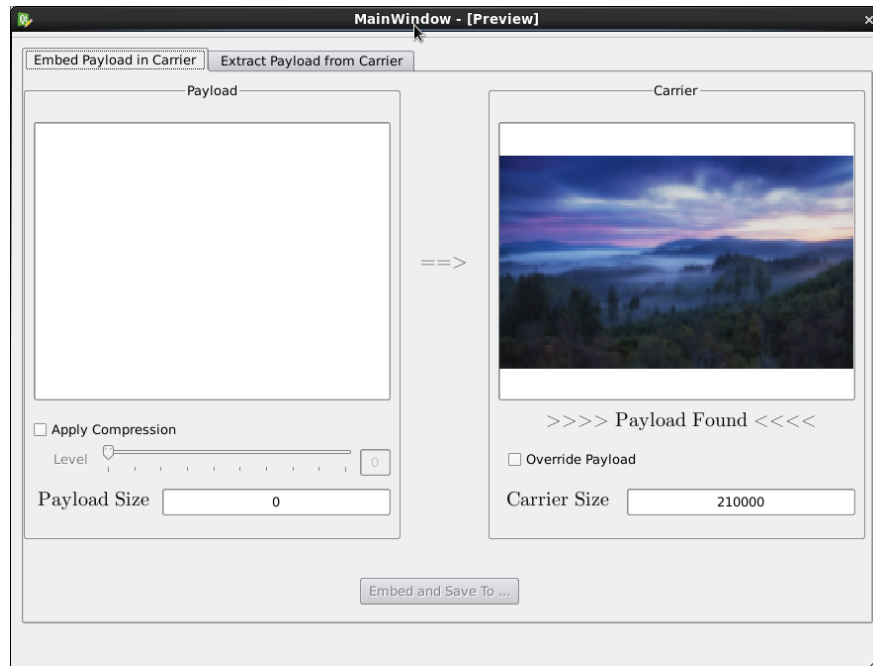 MainWindow - [Preview]
Embed Payload in Carrier
Extract Payload from Carrier
Payload
Carrier
==>
>>>> Payload Found <<<<
Apply Compression
Level
0
Override Payload
Payload Size
0
Carrier Size
210000
Embed and Save To ...